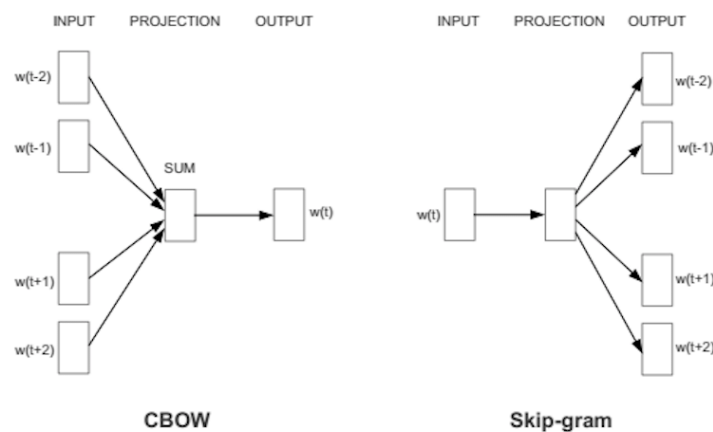 INPUT PROJECTION OUTPUT
w(t-2)
w(t-1)
SUM
w(t)
w(t+1)
w(t+2)
CBOW
INPUT PROJECTION OUTPUT
w(t-2)
w(t-1)
w(t)
w(t+1)
w(t+2)
Skip-gram